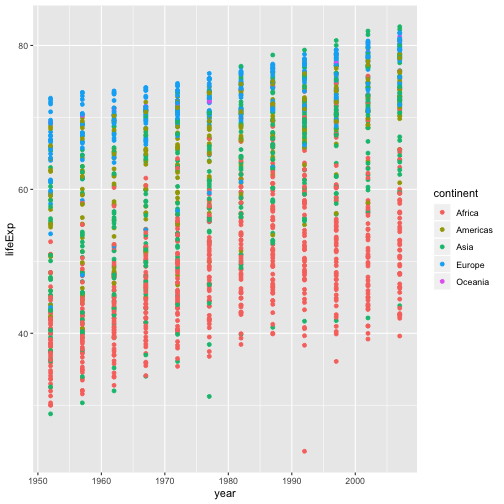 80
60
40
lifeExp
1950
1960
1970
1980
1990
2000
year
continent
Africa
Americas
Asia
Europe
Oceania